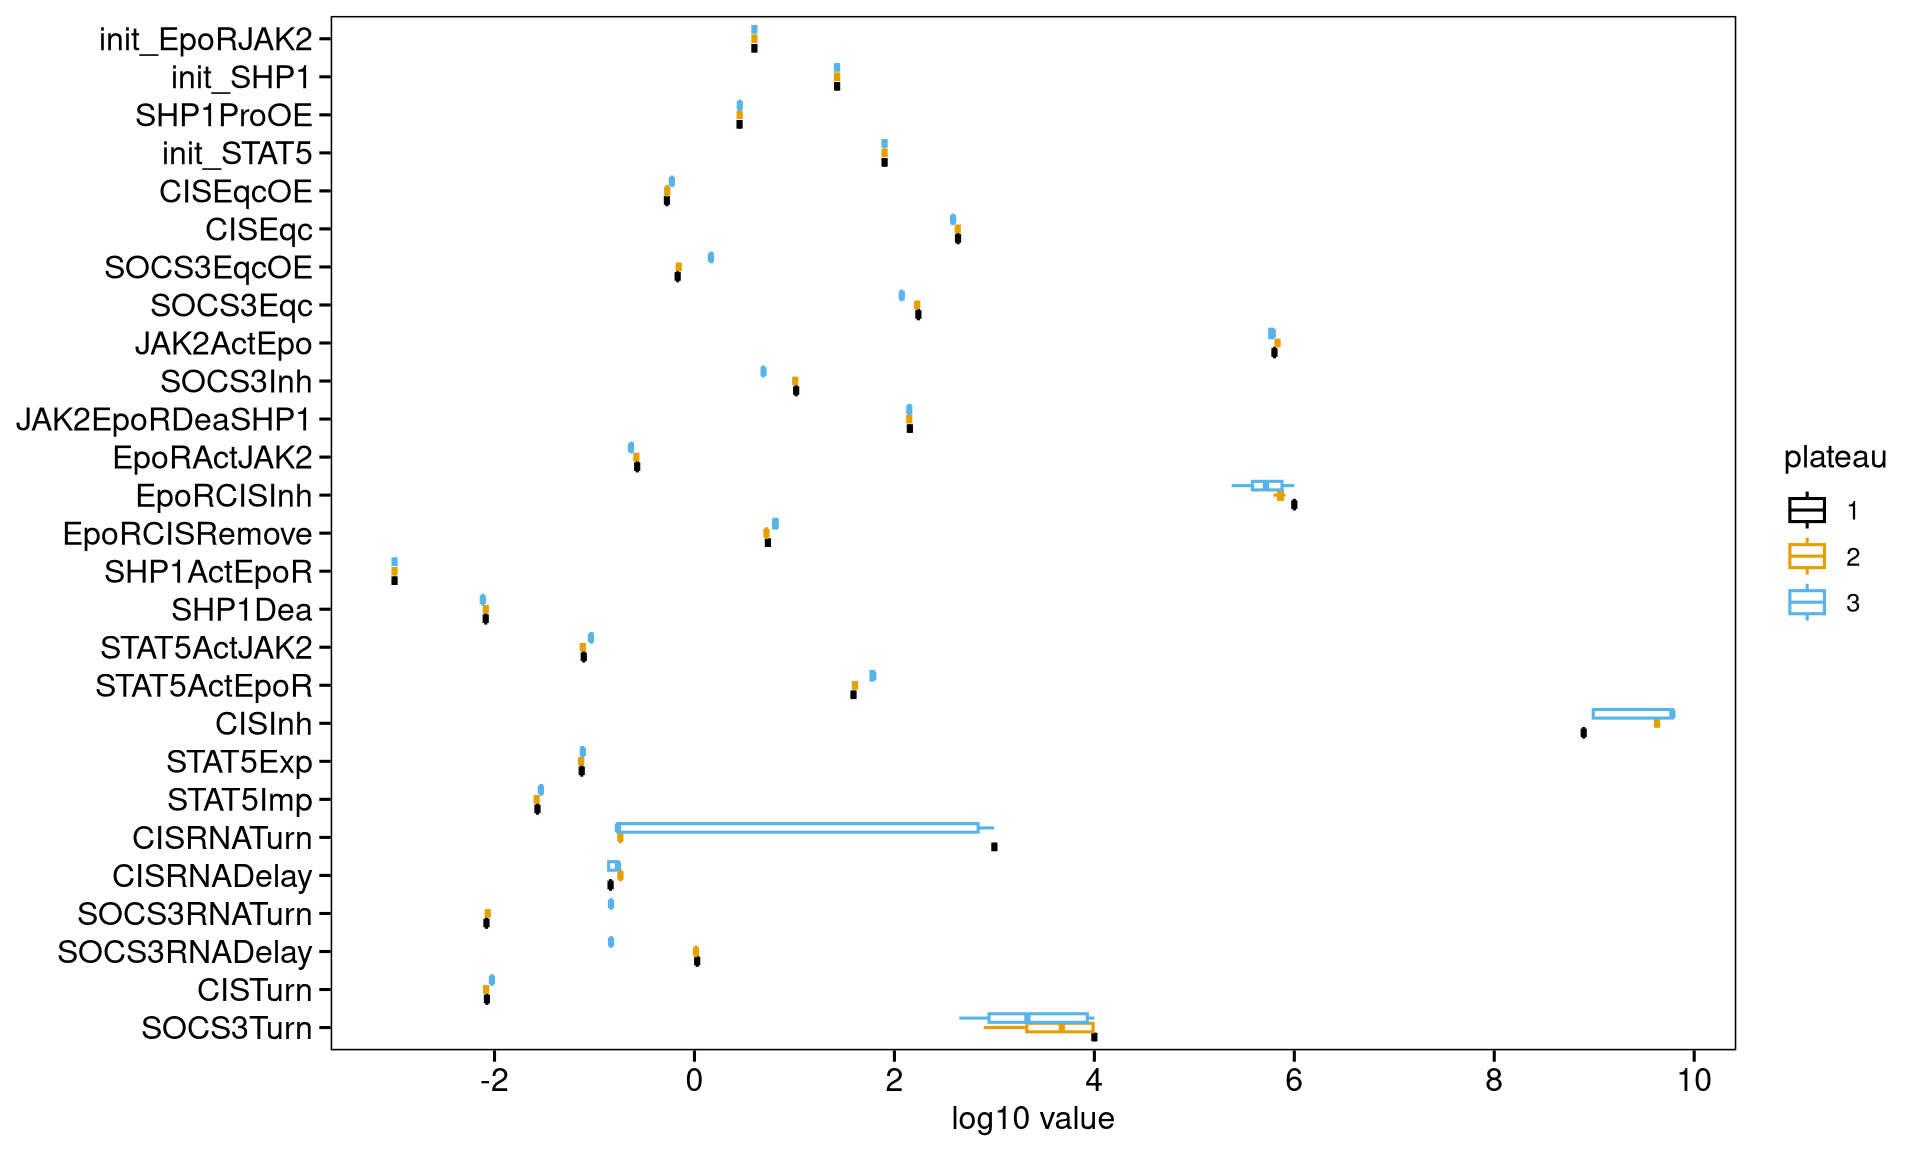 init_EpoRJAK2
init_SHP1
SHP1ProOE
init_STAT5
CISEqcOE
CISEqc
SOCS3EqcOE
SOCS3Eqc
JAK2ActEpo
SOCS3Inh
JAK2EpoRDeaSHP1
EpoRActJAK2
EpoRCISInh
EpoRCISRemove
SHP1ActEpoR
SHP1Dea
STAT5ActJAK2
STAT5ActEpoR
CISInh
STAT5Exp
STAT5Imp
CISRNATurn
CISRNADelay
SOCS3RNATurn
SOCS3RNADelay
CISTurn
SOCS3Turn
-2 0 2 4 6 8 10
log10 value
plateau
1
2
3